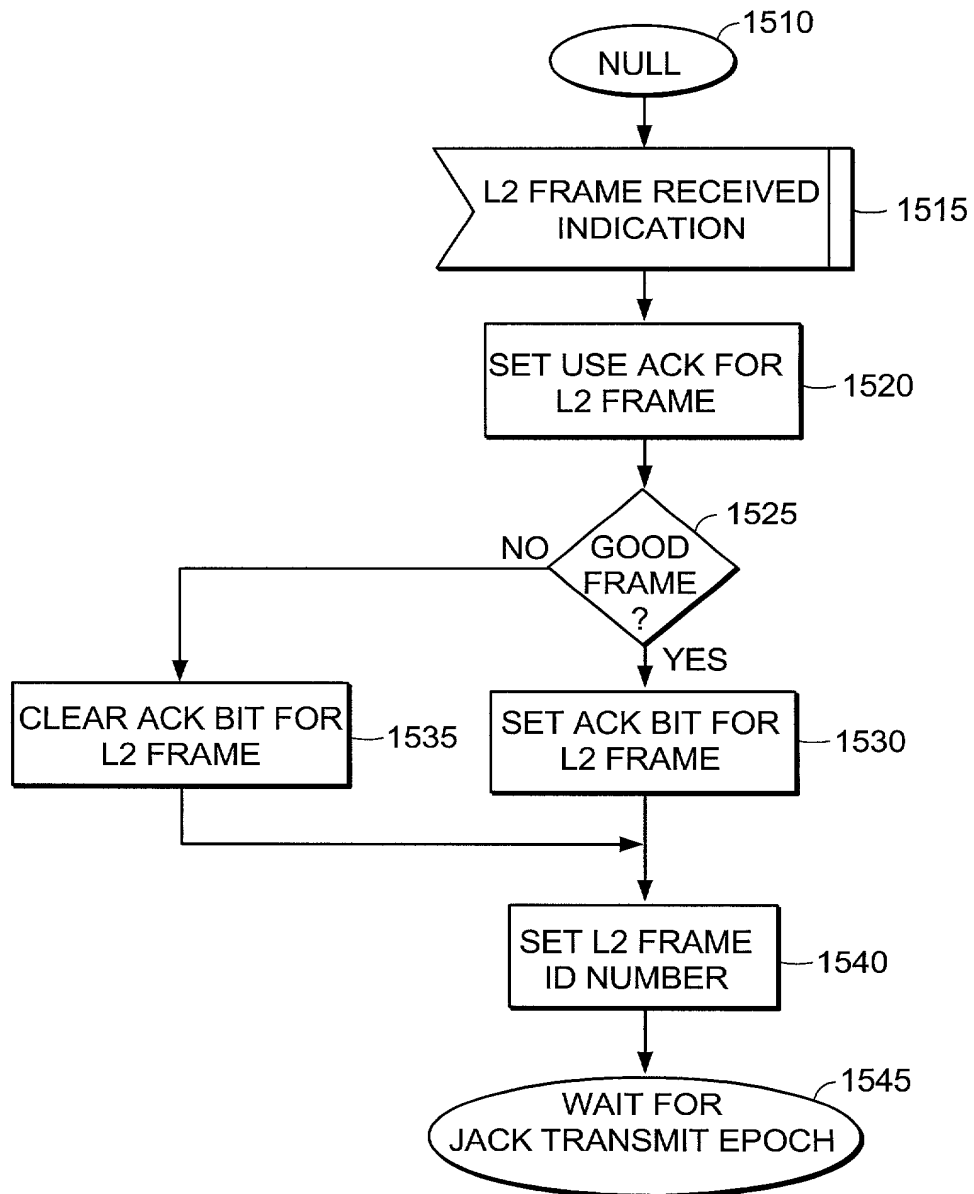 1510
NULL
L2 FRAME RECEIVED
INDICATION
1515
SET USE ACK FOR
L2 FRAME
1520
1525
GOOD
FRAME
?
NO
YES
CLEAR ACK BIT FOR
L2 FRAME
1535
SET ACK BIT FOR
L2 FRAME
1530
SET L2 FRAME
ID NUMBER
1540
1545
WAIT FOR
JACK TRANSMIT EPOCH